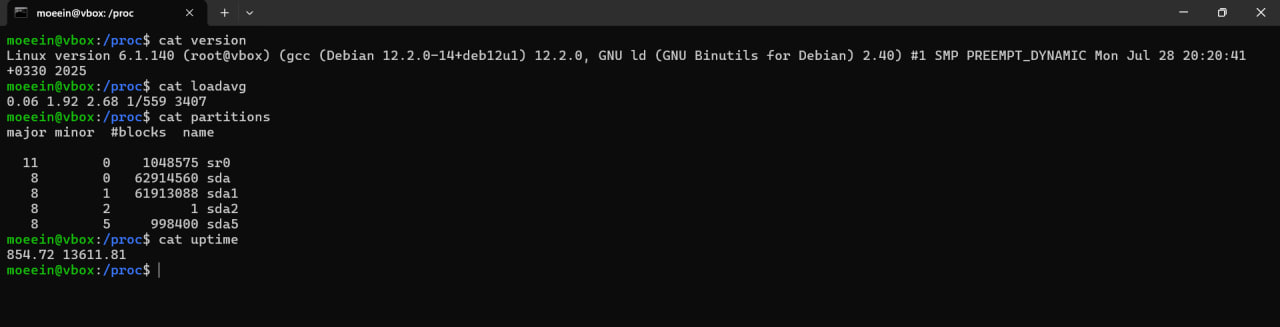 moeein@vbox: /proc
moeein@vbox:/proc$ cat version
Linux version 6.1.140 (root@vbox) (gcc (Debian 12.2.0-14+deb12u1) 12.2.0, GNU ld (GNU Binutils for Debian) 2.40) #1 SMP PREEMPT_DYNAMIC Mon Jul 28 20:20:41
+0330 2025
moeein@vbox:/proc$ cat loadavg
0.06 1.92 2.68 1/559 3407
moeein@vbox:/proc$ cat partitions
major minor  #blocks  name
  11        0    1048575 sr0
   8        0   62914560 sda
   8        1   61913088 sda1
   8        2          1 sda2
   8        5     998400 sda5
moeein@vbox:/proc$ cat uptime
854.72 13611.81
moeein@vbox:/proc$